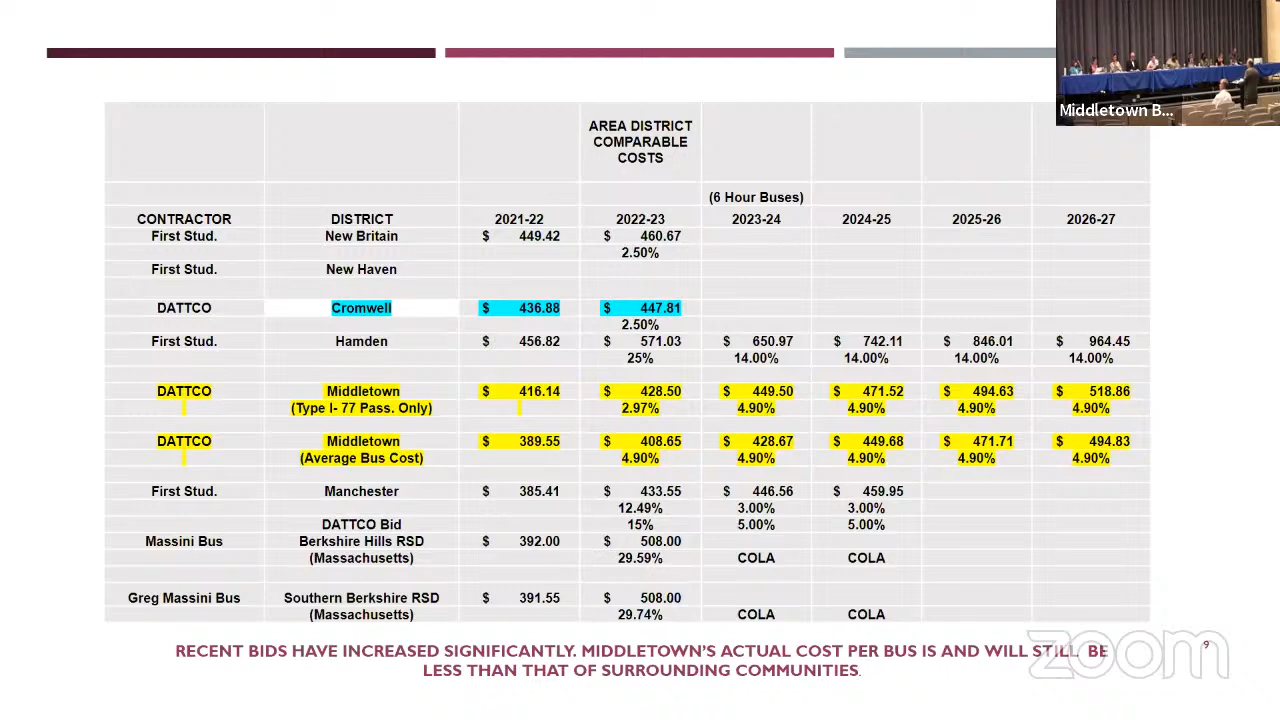 Middletown B...
AREA DISTRICT
COMPARABLE
COSTS
(6 Hour Buses)
CONTRACTOR DISTRICT 2021-22 2022-23 2023-24 2024-25 2025-26 2026-27
First Stud. New Britain $ 449.42 $ 460.67
2.50%
First Stud. New Haven
DATTCO Cromwell $ 436.88 $ 447.81
2.50%
First Stud. Hamden $ 456.82 $ 571.03 $ 650.97 $ 742.11 $ 846.01 $ 964.45
25% 14.00% 14.00% 14.00% 14.00%
DATTCO Middletown $ 416.14 $ 428.50 $ 449.50 $ 471.52 $ 494.63 $ 518.86
(Type I- 77 Pass. Only) 2.97% 4.90% 4.90% 4.90% 4.90%
DATTCO Middletown $ 389.55 $ 408.65 $ 428.67 $ 449.68 $ 471.71 $ 494.83
(Average Bus Cost) 4.90% 4.90% 4.90% 4.90% 4.90%
First Stud. Manchester $ 385.41 $ 433.55 $ 446.56 $ 459.95
12.49% 3.00% 3.00%
DATTCO Bid 15% 5.00% 5.00%
Massini Bus Berkshire Hills RSD $ 392.00 $ 508.00
(Massachusetts) 29.59% COLA COLA
Greg Massini Bus Southern Berkshire RSD $ 391.55 $ 508.00
(Massachusetts) 29.74% COLA COLA
RECENT BIDS HAVE INCREASED SIGNIFICANTLY. MIDDLETOWN'S ACTUAL COST PER BUS IS AND WILL STILL BE
LESS THAN THAT OF SURROUNDING COMMUNITIES.
9
zoom